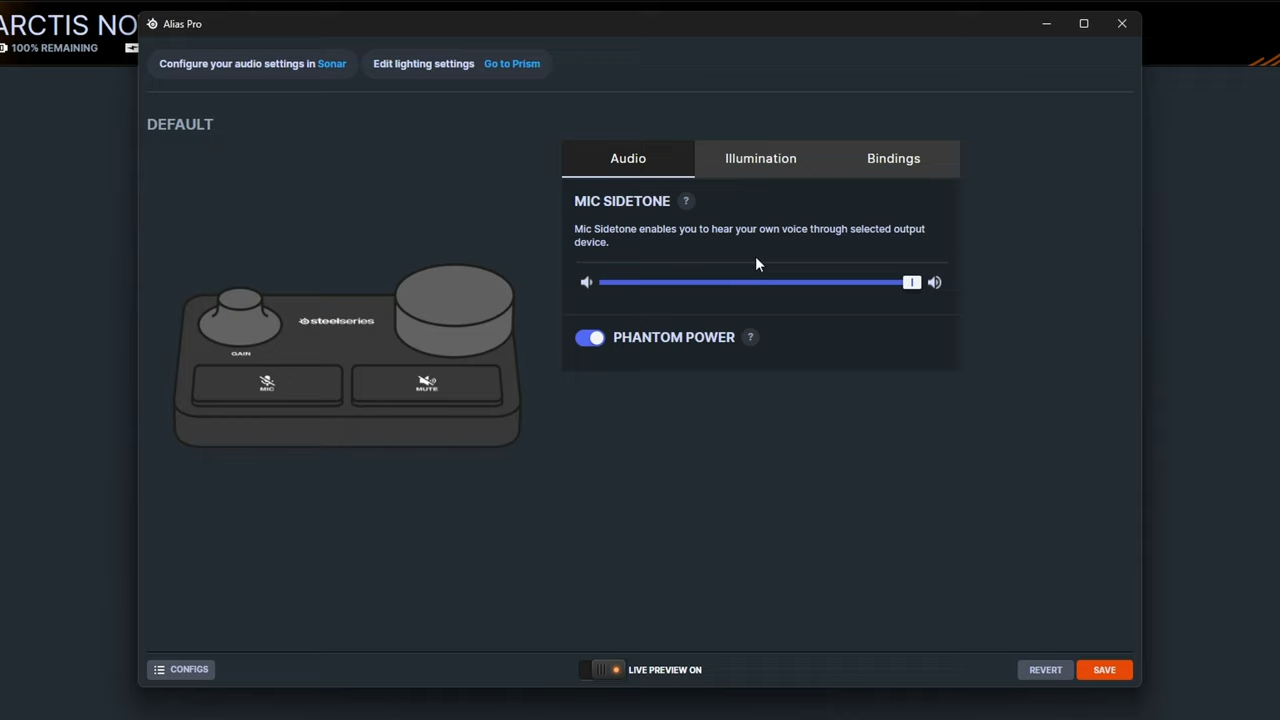 ARCTIS NO
100% REMAINING
Alias Pro
Configure your audio settings in Sonar
Edit lighting settings Go to Prism
DEFAULT
Audio
Illumination
Bindings
MIC SIDETONE ?
Mic Sidetone enables you to hear your own voice through selected output
device.
PHANTOM POWER ?
steelseries
GAIN
MIC
MUTE
CONFIGS
LIVE PREVIEW ON
REVERT
SAVE